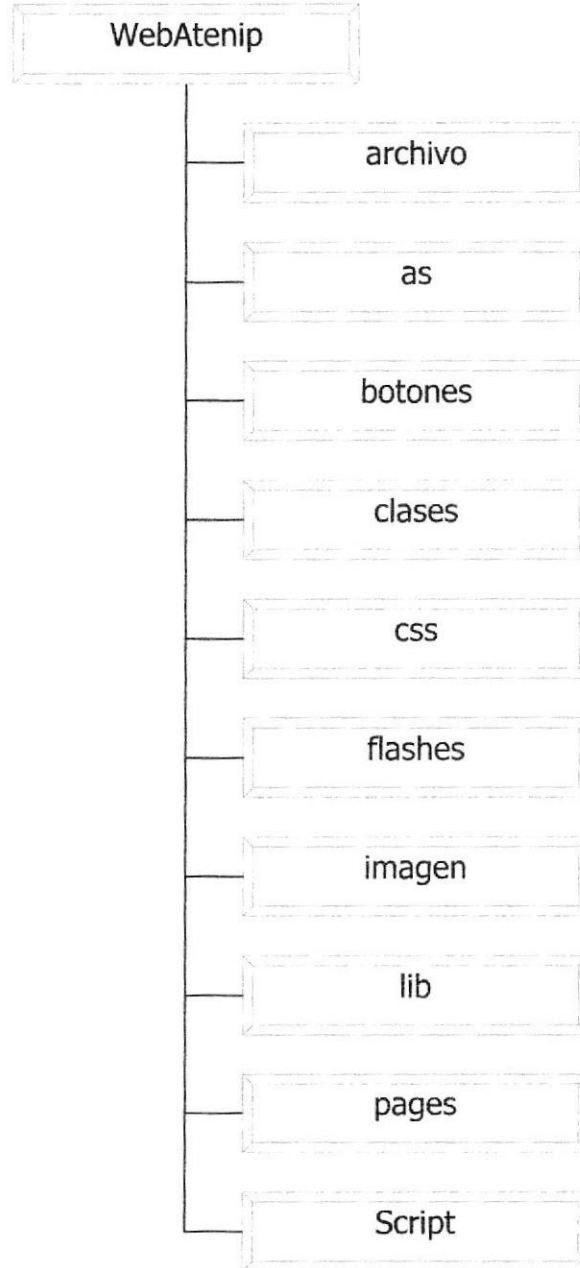 WebAtenip
archivo
as
botones
clases
css
flashes
imagen
lib
pages
Script